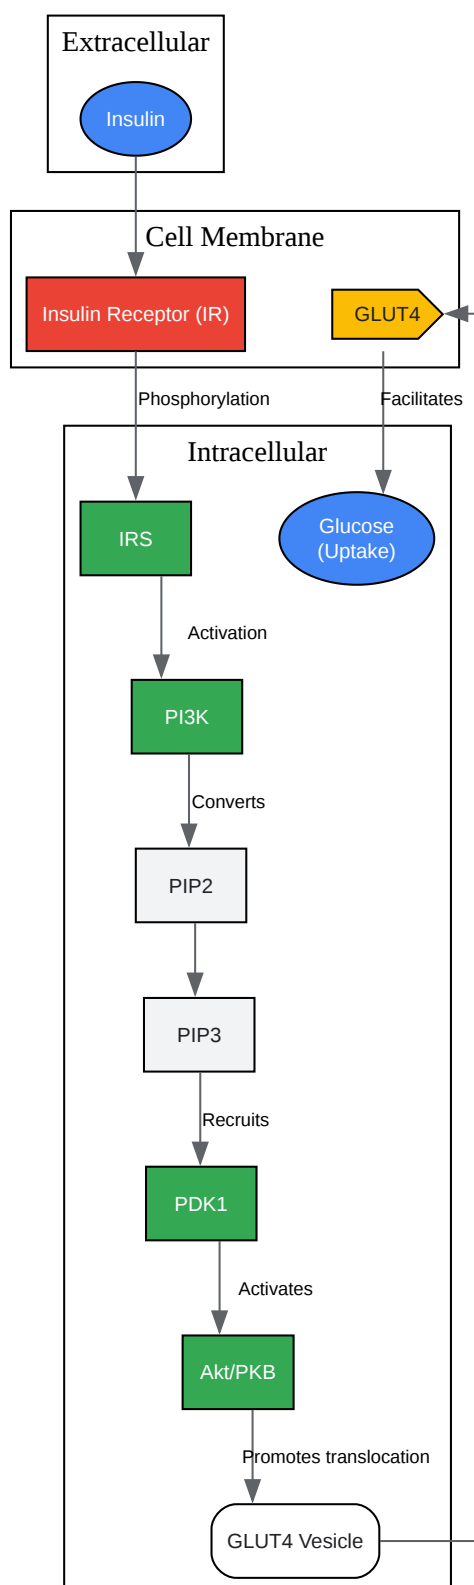 Extracellular
Insulin
Cell Membrane
Insulin Receptor (IR)
GLUT4
Phosphorylation
Facilitates
Intracellular
IRS
Glucose
(Uptake)
Activation
PI3K
Converts
PIP2
PIP3
Recruits
PDK1
Activates
Akt/PKB
Promotes translocation
GLUT4 Vesicle